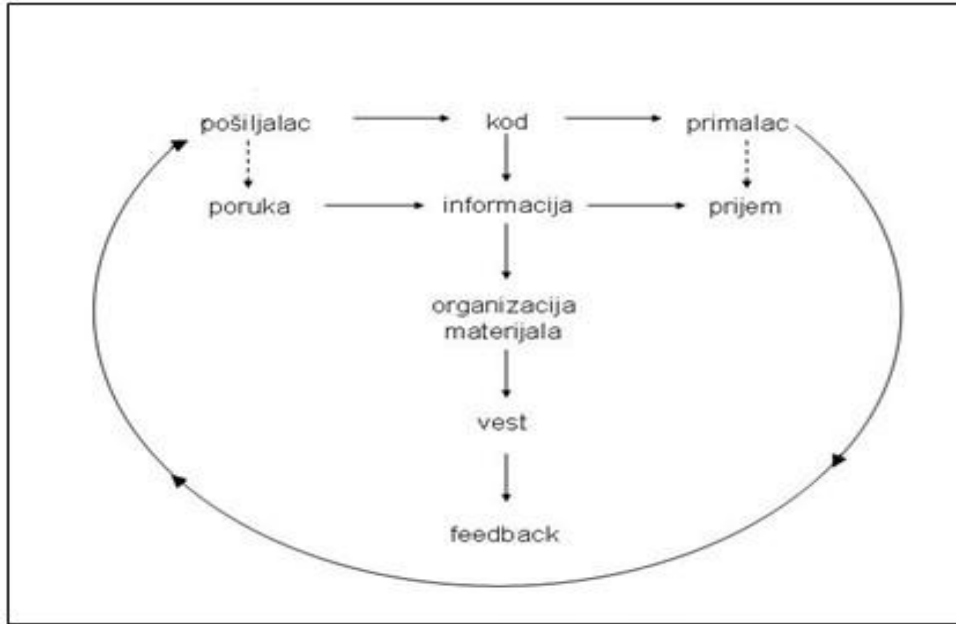 pošiljalac kod primalac
poruka informacija prijem
organizacija
materijala
vest
feedback